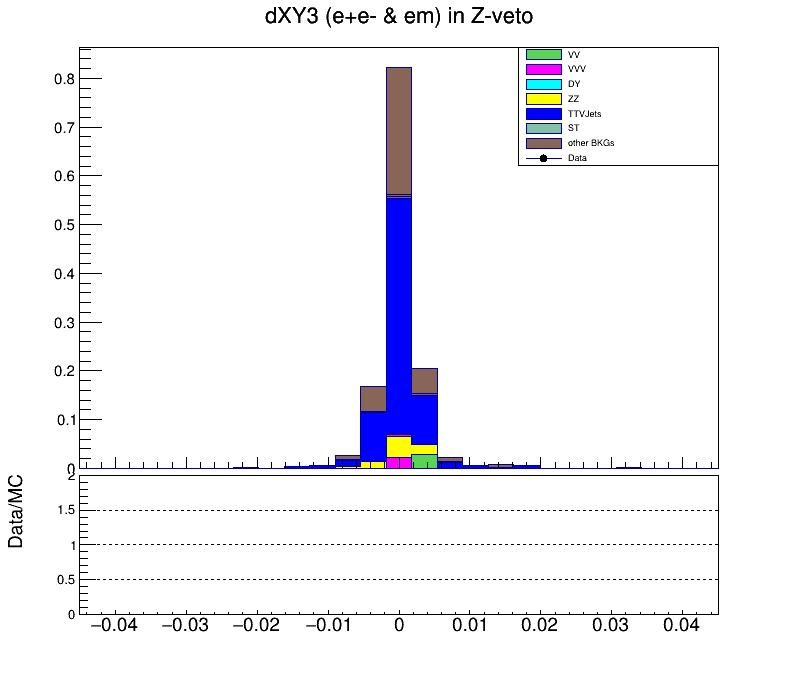 dXY3 (e+e- & em) in Z-veto
VV
VVV
DY
ZZ
TTVJets
ST
other BKGs
Data
0.8
0.7
0.6
0.5
0.4
0.3
0.2
0.1
0
Data/MC
2
1.5
1
0.5
0
−0.04 −0.03 −0.02 −0.01 0 0.01 0.02 0.03 0.04